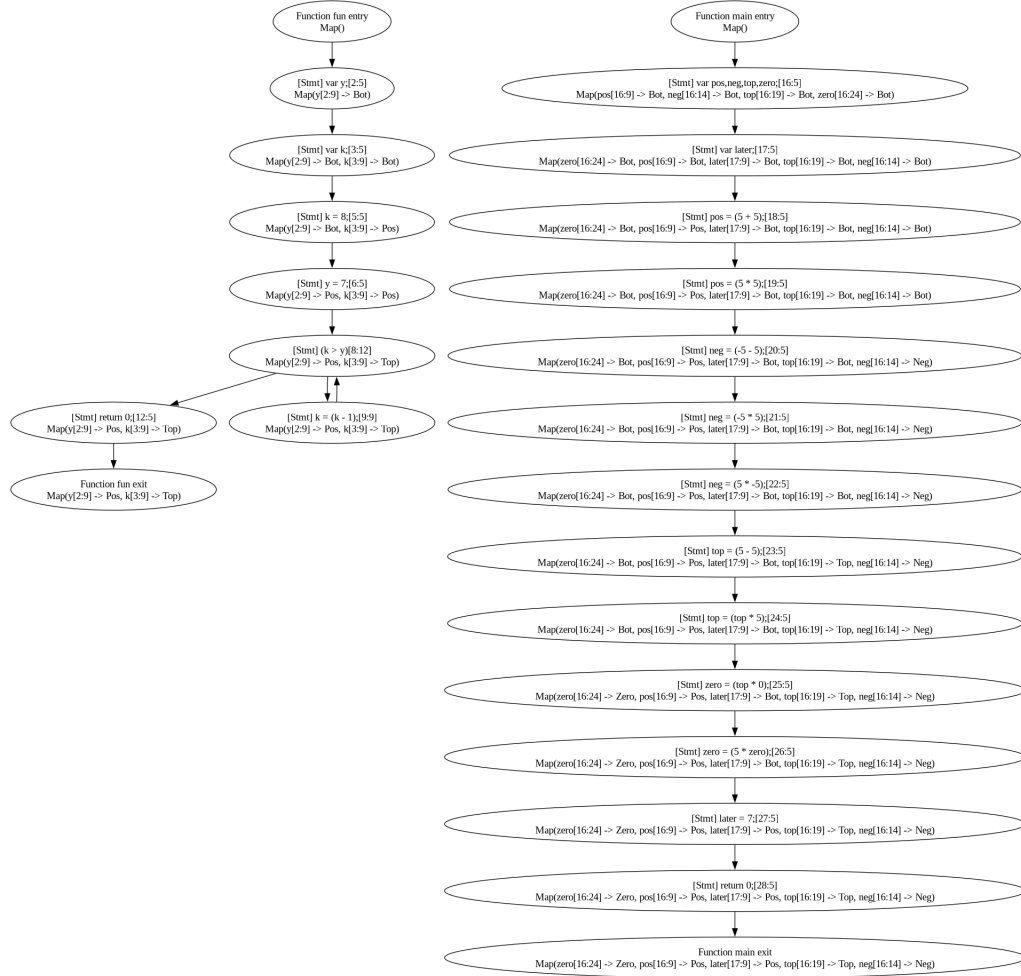 Function fun entry
Map()
[Stmt] var y;[2:5]
Map(y[2:9] -> Bot)
[Stmt] var k;[3:5]
Map(y[2:9] -> Bot, k[3:9] -> Bot)
[Stmt] k = 8;[5:5]
Map(y[2:9] -> Bot, k[3:9] -> Pos)
[Stmt] y = 7;[6:5]
Map(y[2:9] -> Pos, k[3:9] -> Pos)
[Stmt] (k > y)[8:12]
Map(y[2:9] -> Pos, k[3:9] -> Top)
[Stmt] return 0;[12:5]
Map(y[2:9] -> Pos, k[3:9] -> Top)
[Stmt] k = (k - 1);[9:9]
Map(y[2:9] -> Pos, k[3:9] -> Top)
Function fun exit
Map(y[2:9] -> Pos, k[3:9] -> Top)
Function main entry
Map()
[Stmt] var pos,neg,top,zero;[16:5]
Map(pos[16:9] -> Bot, neg[16:14] -> Bot, top[16:19] -> Bot, zero[16:24] -> Bot)
[Stmt] var later;[17:5]
Map(zero[16:24] -> Bot, pos[16:9] -> Bot, later[17:9] -> Bot, top[16:19] -> Bot, neg[16:14] -> Bot)
[Stmt] pos = (5 + 5);[18:5]
Map(zero[16:24] -> Bot, pos[16:9] -> Pos, later[17:9] -> Bot, top[16:19] -> Bot, neg[16:14] -> Bot)
[Stmt] pos = (5 * 5);[19:5]
Map(zero[16:24] -> Bot, pos[16:9] -> Pos, later[17:9] -> Bot, top[16:19] -> Bot, neg[16:14] -> Bot)
[Stmt] neg = (-5 - 5);[20:5]
Map(zero[16:24] -> Bot, pos[16:9] -> Pos, later[17:9] -> Bot, top[16:19] -> Bot, neg[16:14] -> Neg)
[Stmt] neg = (-5 * 5);[21:5]
Map(zero[16:24] -> Bot, pos[16:9] -> Pos, later[17:9] -> Bot, top[16:19] -> Bot, neg[16:14] -> Neg)
[Stmt] neg = (5 * -5);[22:5]
Map(zero[16:24] -> Bot, pos[16:9] -> Pos, later[17:9] -> Bot, top[16:19] -> Bot, neg[16:14] -> Neg)
[Stmt] top = (5 - 5);[23:5]
Map(zero[16:24] -> Bot, pos[16:9] -> Pos, later[17:9] -> Bot, top[16:19] -> Top, neg[16:14] -> Neg)
[Stmt] top = (top * 5);[24:5]
Map(zero[16:24] -> Bot, pos[16:9] -> Pos, later[17:9] -> Bot, top[16:19] -> Top, neg[16:14] -> Neg)
[Stmt] zero = (top * 0);[25:5]
Map(zero[16:24] -> Zero, pos[16:9] -> Pos, later[17:9] -> Bot, top[16:19] -> Top, neg[16:14] -> Neg)
[Stmt] zero = (5 * zero);[26:5]
Map(zero[16:24] -> Zero, pos[16:9] -> Pos, later[17:9] -> Bot, top[16:19] -> Top, neg[16:14] -> Neg)
[Stmt] later = 7;[27:5]
Map(zero[16:24] -> Zero, pos[16:9] -> Pos, later[17:9] -> Pos, top[16:19] -> Top, neg[16:14] -> Neg)
[Stmt] return 0;[28:5]
Map(zero[16:24] -> Zero, pos[16:9] -> Pos, later[17:9] -> Pos, top[16:19] -> Top, neg[16:14] -> Neg)
Function main exit
Map(zero[16:24] -> Zero, pos[16:9] -> Pos, later[17:9] -> Pos, top[16:19] -> Top, neg[16:14] -> Neg)